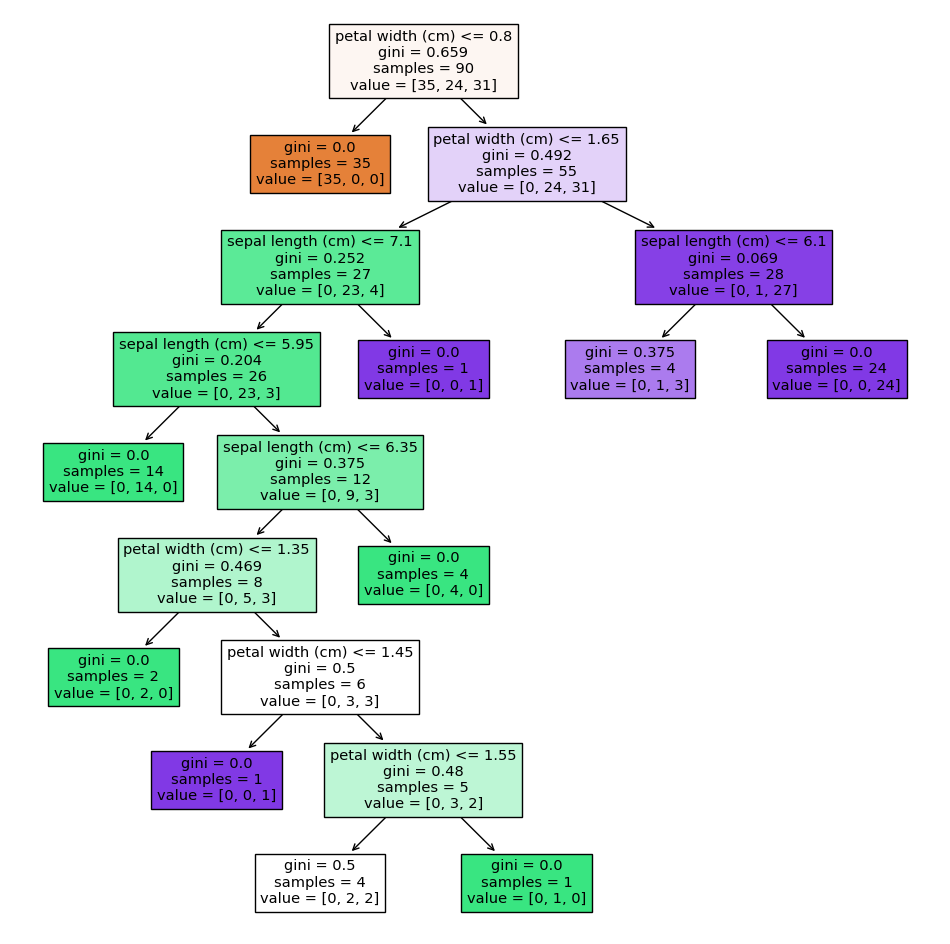 petal width (cm) <= 0.8
gini = 0.659
samples = 90
value = [35, 24, 31]
gini = 0.0
samples = 35
value = [35, 0, 0]
petal width (cm) <= 1.65
gini = 0.492
samples = 55
value = [0, 24, 31]
sepal length (cm) <= 7.1
gini = 0.252
samples = 27
value = [0, 23, 4]
sepal length (cm) <= 6.1
gini = 0.069
samples = 28
value = [0, 1, 27]
sepal length (cm) <= 5.95
gini = 0.204
samples = 26
value = [0, 23, 3]
gini = 0.0
samples = 1
value = [0, 0, 1]
gini = 0.375
samples = 4
value = [0, 1, 3]
gini = 0.0
samples = 24
value = [0, 0, 24]
gini = 0.0
samples = 14
value = [0, 14, 0]
sepal length (cm) <= 6.35
gini = 0.375
samples = 12
value = [0, 9, 3]
petal width (cm) <= 1.35
gini = 0.469
samples = 8
value = [0, 5, 3]
gini = 0.0
samples = 4
value = [0, 4, 0]
gini = 0.0
samples = 2
value = [0, 2, 0]
petal width (cm) <= 1.45
gini = 0.5
samples = 6
value = [0, 3, 3]
gini = 0.0
samples = 1
value = [0, 0, 1]
petal width (cm) <= 1.55
gini = 0.48
samples = 5
value = [0, 3, 2]
gini = 0.5
samples = 4
value = [0, 2, 2]
gini = 0.0
samples = 1
value = [0, 1, 0]